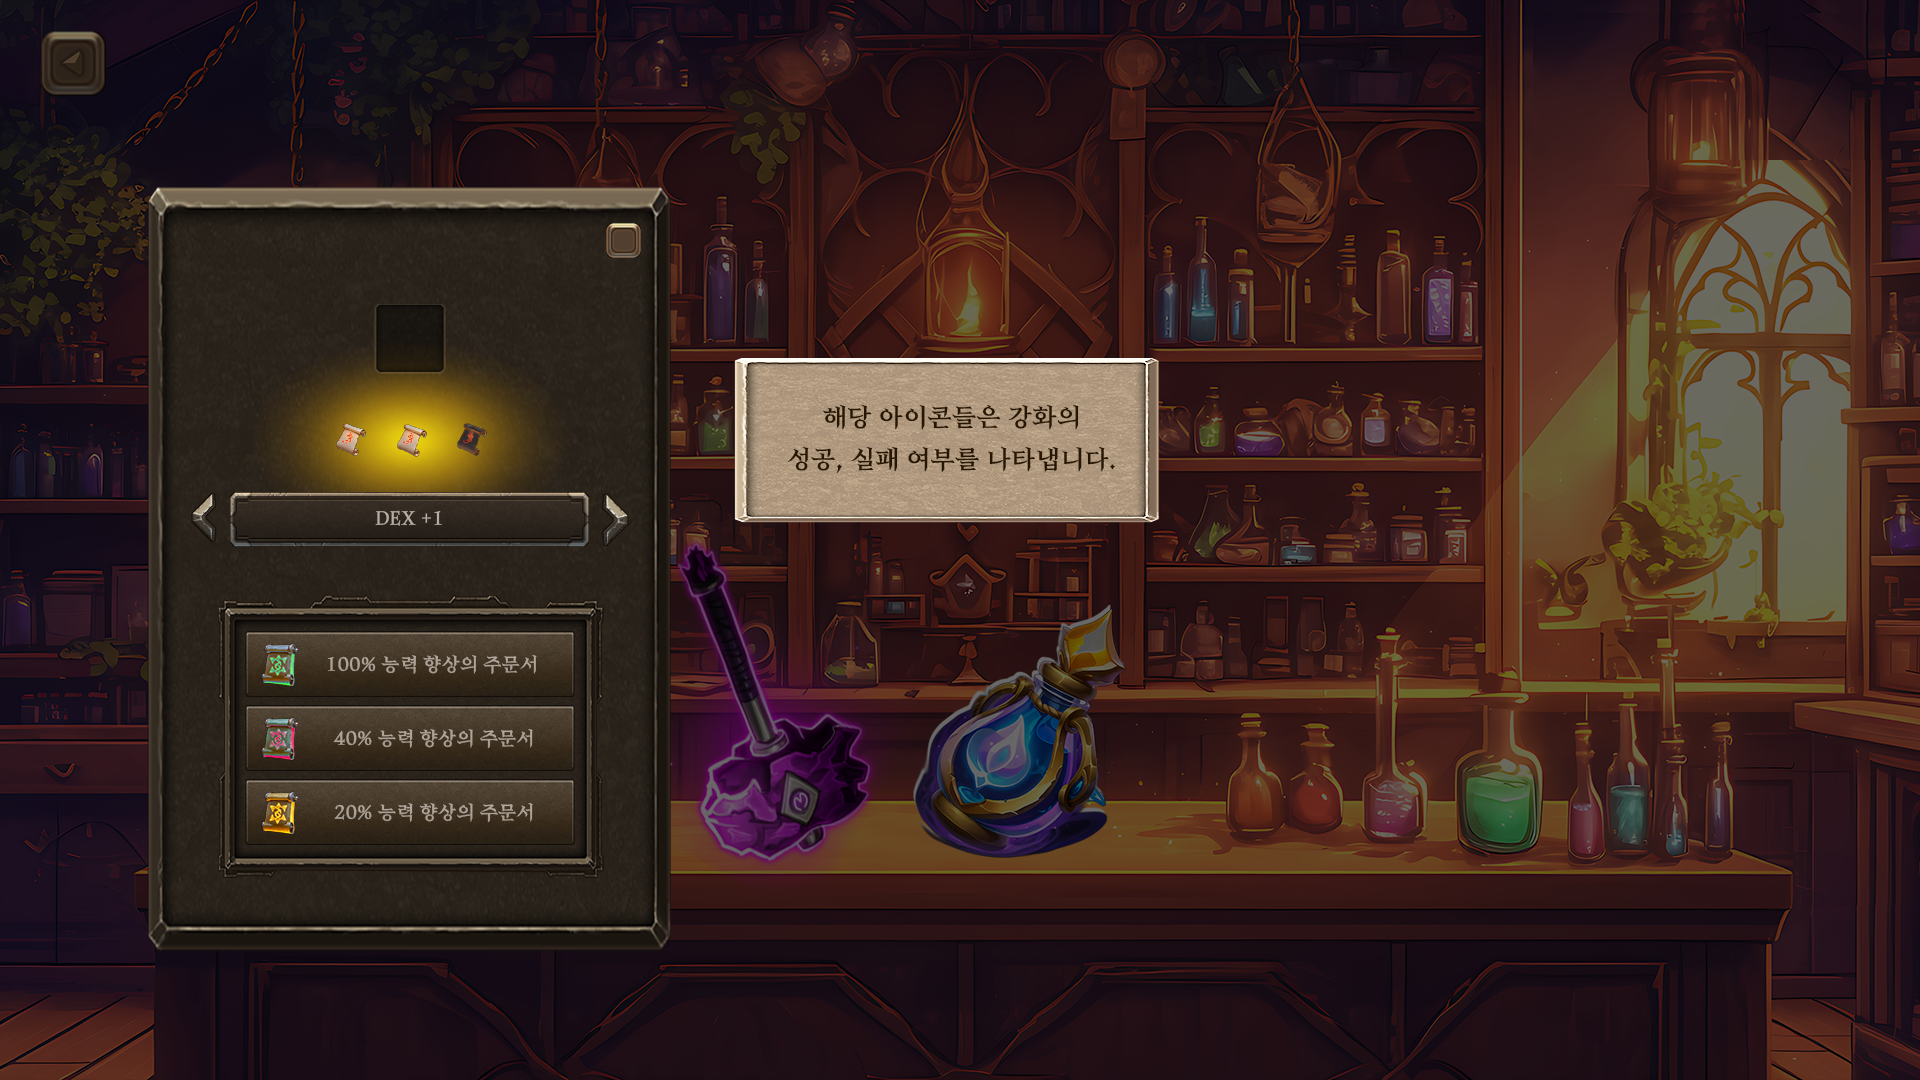 해당 아이콘들은 강화의
성공, 실패 여부를 나타냅니다.
DEX +1
100% 능력 향상의 주문서
40% 능력 향상의 주문서
20% 능력 향상의 주문서